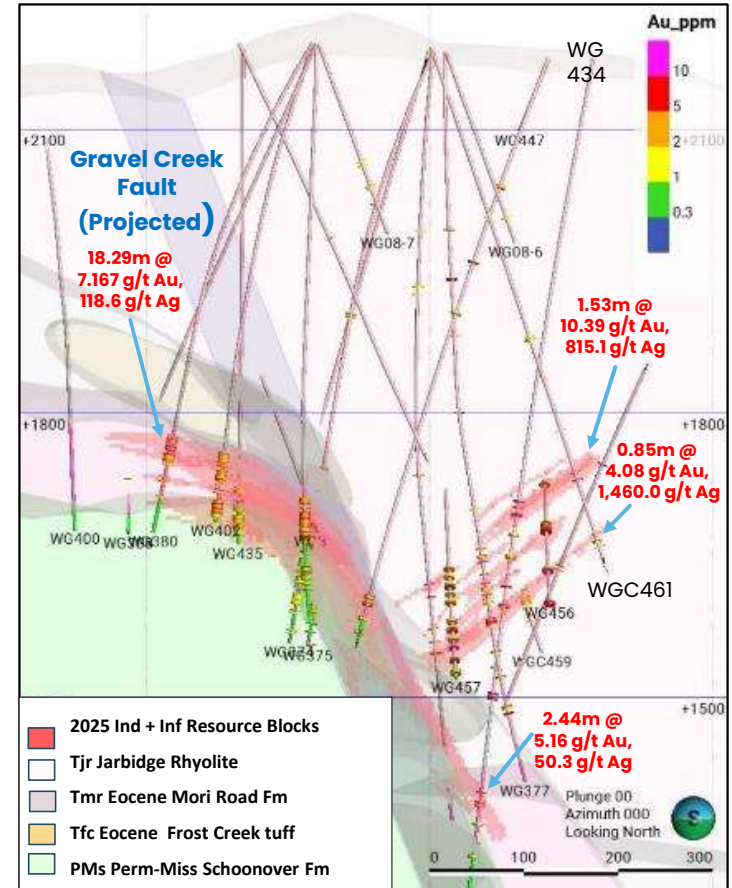 Au_ppm
10
5
2
1
0.3
WG
434
+2100
+2100
WG447
Gravel Creek
Fault
(Projected)
WG08-7
WG08-6
18.29m @
7.167 g/t Au,
118.6 g/t Ag
1.53m @
10.39 g/t Au,
815.1 g/t Ag
+1800
+1800
0.85m @
4.08 g/t Au,
1,460.0 g/t Ag
WG400
WG380
WG402
WG435
WGC461
WG456
WGC459
WG375
WG457
+1500
2.44m @
5.16 g/t Au,
50.3 g/t Ag
WG377
2025 Ind + Inf Resource Blocks
Tjr Jarbidge Rhyolite
Tmr Eocene Mori Road Fm
Tfc Eocene Frost Creek tuff
PMs Perm-Miss Schoonover Fm
Plunge 00
Azimuth 000
Looking North
S
0 100 200 300